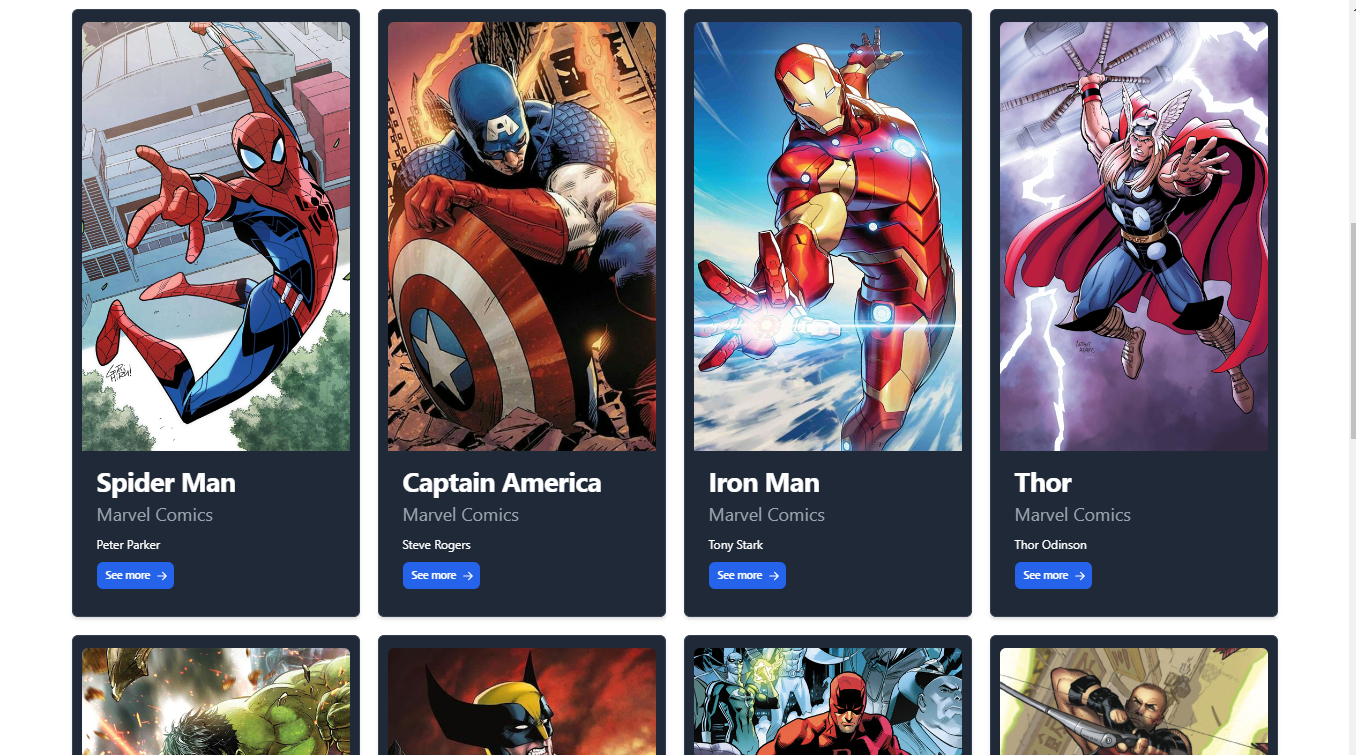 Spider Man
Marvel Comics
Peter Parker
See more
Captain America
Marvel Comics
Steve Rogers
See more
Iron Man
Marvel Comics
Tony Stark
See more
Thor
Marvel Comics
Thor Odinson
See more